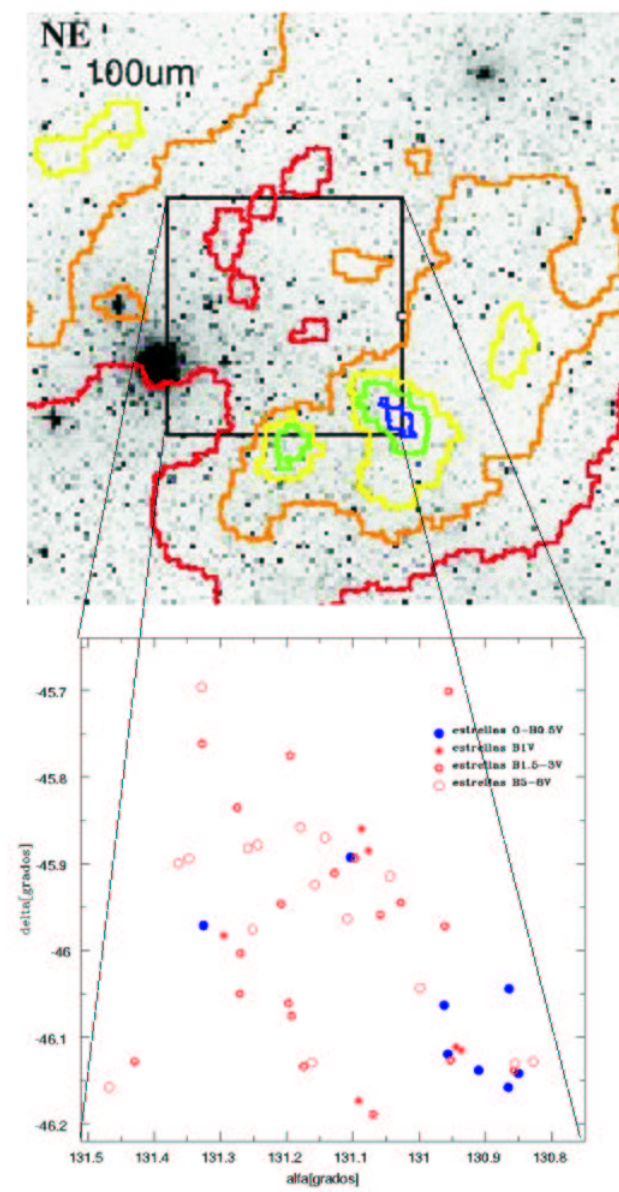 NE
100um
estrellas O-B0.5V
estrellas B1V
estrellas B1.5-3V
estrellas B5-8V
delta[grados]
-45.7
-45.8
-45.9
-46
-46.1
-46.2
131.5 131.4 131.3 131.2 131.1 131 130.9 130.8
alfa[grados]